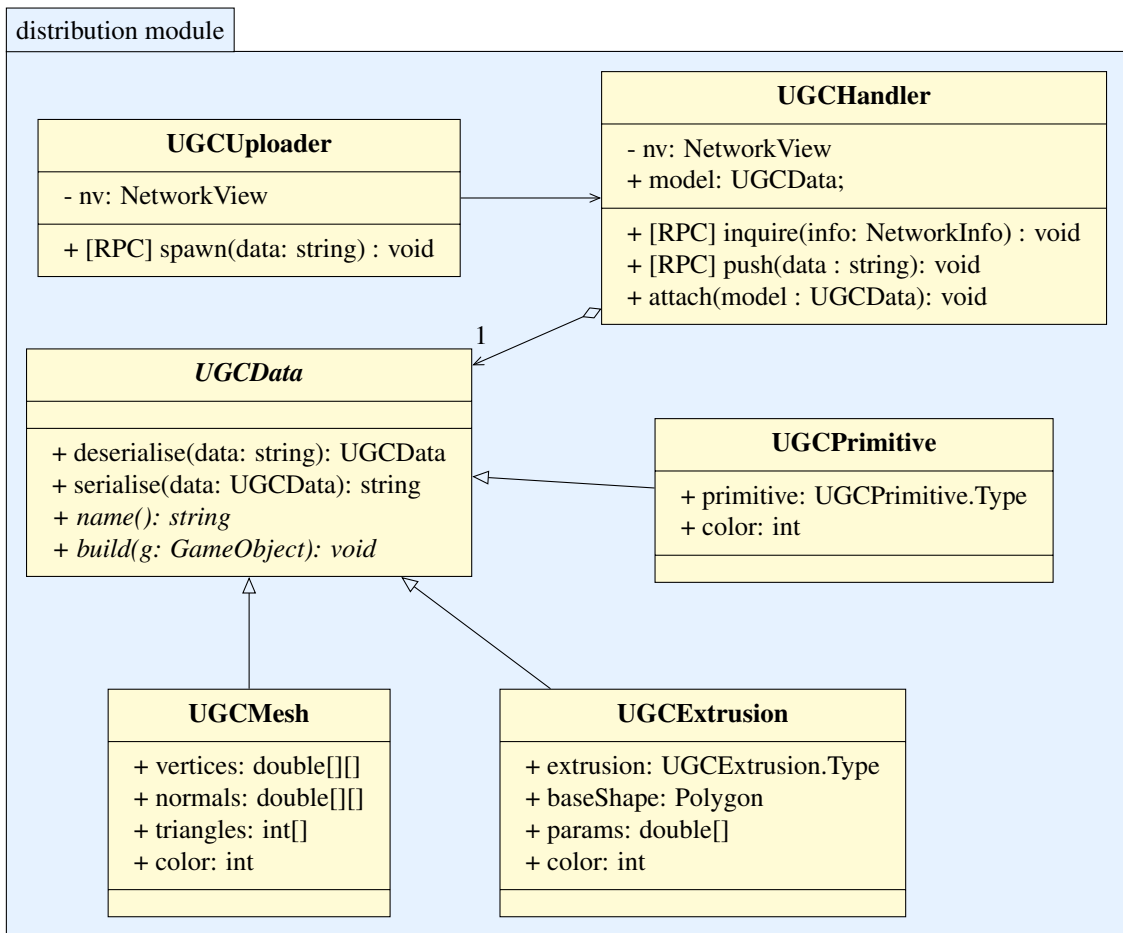 distribution module
UGCUploader
- nv: NetworkView
+ [RPC] spawn(data: string) : void
UGCHandler
- nv: NetworkView
+ model: UGCData;
+ [RPC] inquire(info: NetworkInfo) : void
+ [RPC] push(data : string): void
+ attach(model : UGCData): void
1
UGCData
+ deserialise(data: string): UGCData
+ serialise(data: UGCData): string
+ name(): string
+ build(g: GameObject): void
UGCPrimitive
+ primitive: UGCPrimitive.Type
+ color: int
UGCMesh
+ vertices: double[][]
+ normals: double[][]
+ triangles: int[]
+ color: int
UGCExtrusion
+ extrusion: UGCExtrusion.Type
+ baseShape: Polygon
+ params: double[]
+ color: int